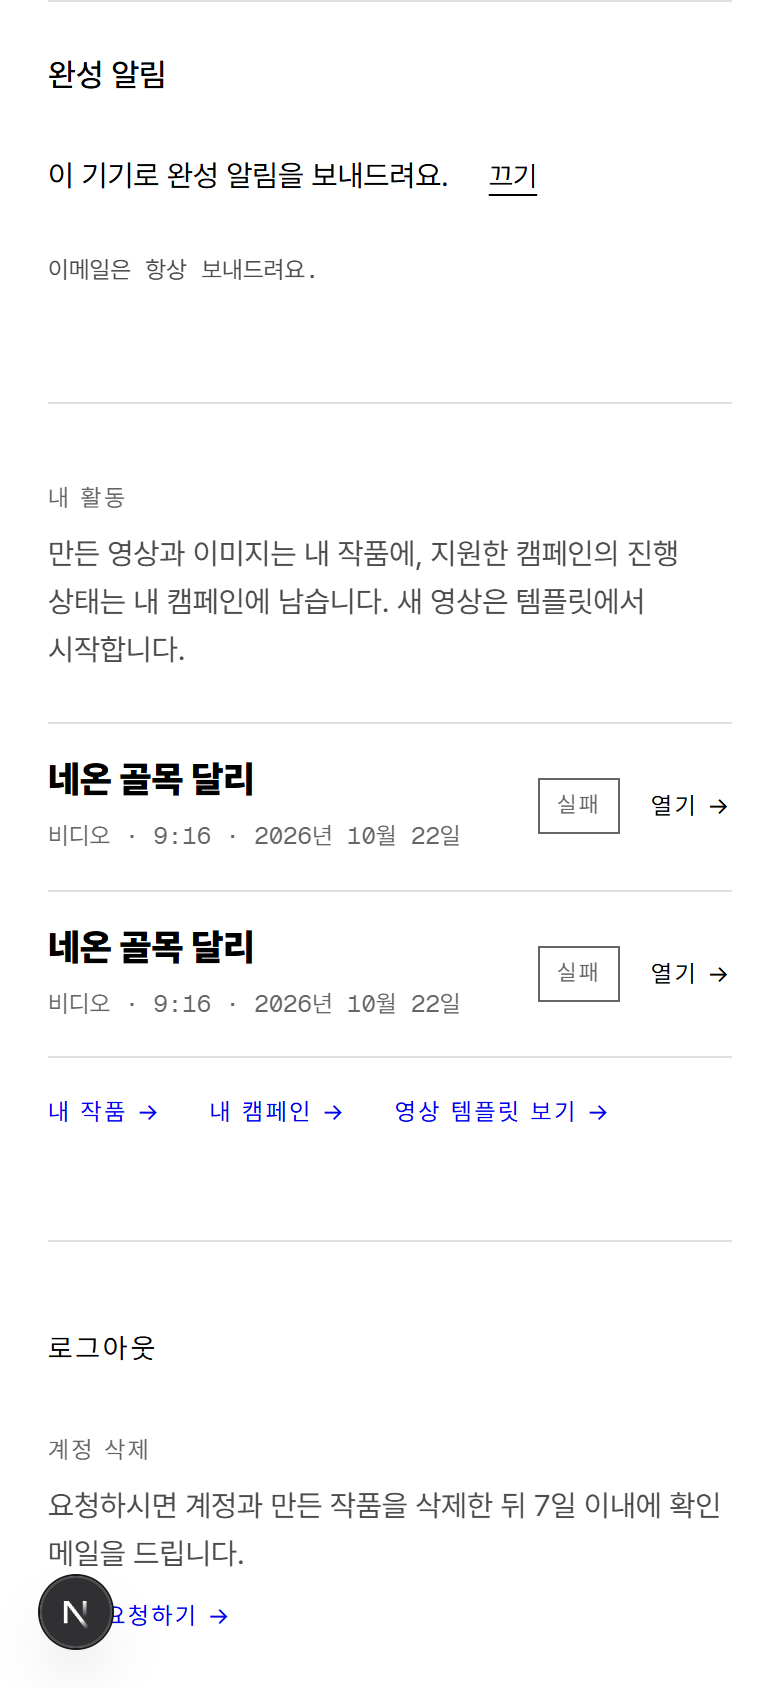 완성 알림
이 기기로 완성 알림을 보내드려요. 끄기
이메일은 항상 보내드려요.
내 활동
만든 영상과 이미지는 내 작품에, 지원한 캠페인의 진행
상태는 내 캠페인에 남습니다. 새 영상은 템플릿에서
시작합니다.
네온 골목 달리
비디오 · 9:16 · 2026년 10월 22일
실패 열기 →
네온 골목 달리
비디오 · 9:16 · 2026년 10월 22일
실패 열기 →
내 작품 → 내 캠페인 → 영상 템플릿 보기 →
로그아웃
계정 삭제
요청하시면 계정과 만든 작품을 삭제한 뒤 7일 이내에 확인
메일을 드립니다.
N
요청하기 →